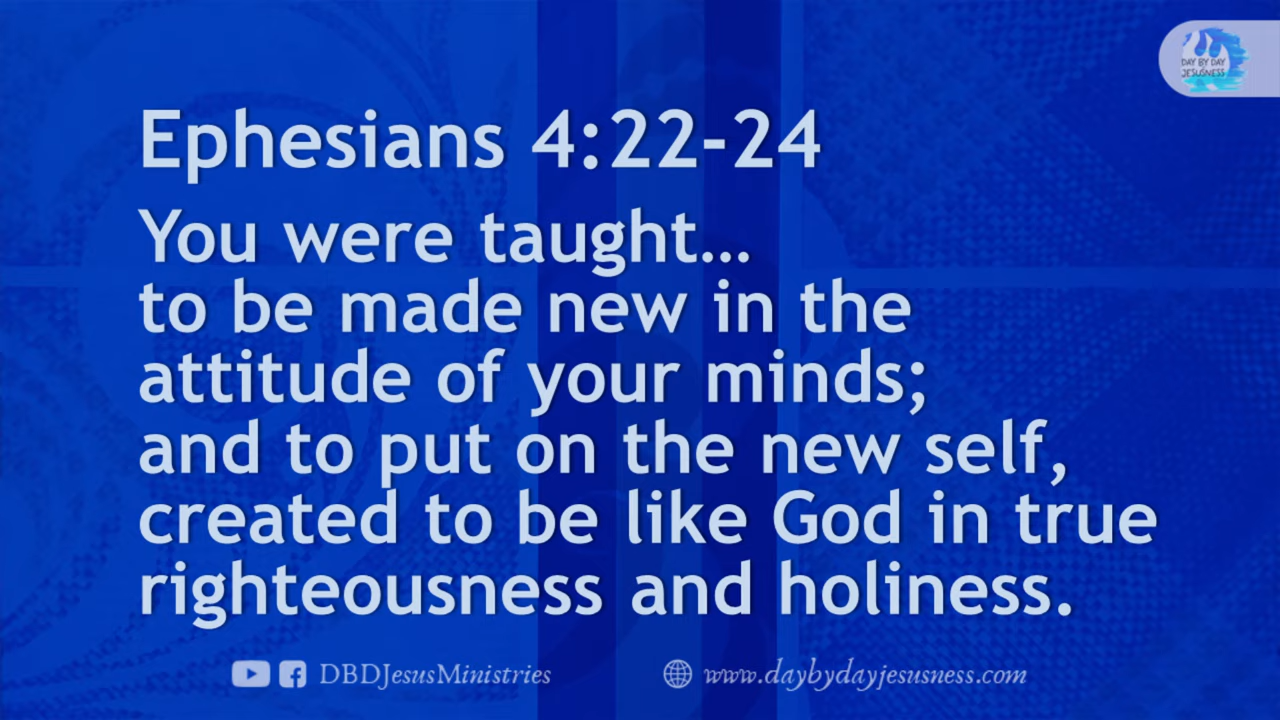 DAY BY DAY
JESUSNESS
Ephesians 4:22-24
You were taught...
to be made new in the
attitude of your minds;
and to put on the new self,
created to be like God in true
righteousness and holiness.
DBDJesusMinistries
www.daybydayjesusness.com